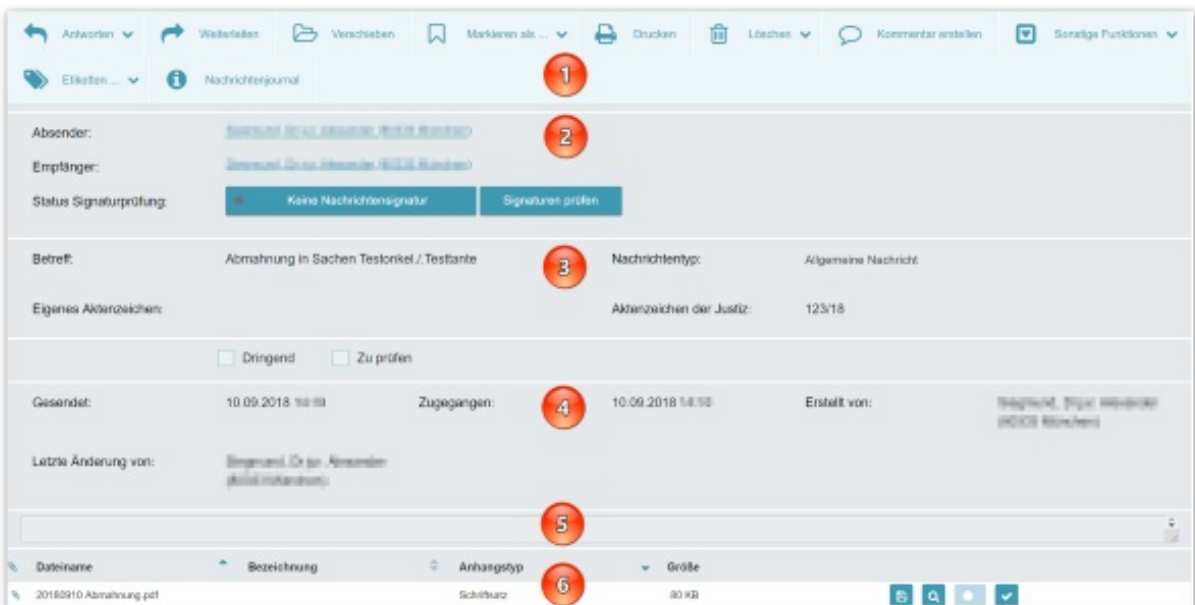 Antworten Weiterleiten Verschieben Markieren als ... Drucken Löschen Kommentar erstellen Sonstige Funktionen
Etiketten ... Nachrichtenjournal
1
Absender:
2
Empfänger:
Status Signaturprüfung: Keine Nachrichtensignatur Signaturen prüfen
Betreff: Abmahnung in Sachen Testonkel./.Testtante Nachrichtentyp: Allgemeine Nachricht
3
Eigenes Aktenzeichen: Aktenzeichen der Justiz: 123/18
Dringend Zu prüfen
Gesendet: 10.09.2018 Zugegangen: 10.09.2018 Erstellt von:
4
Letzte Änderung von:
5
Dateiname Bezeichnung Anhangstyp Größe
6
20180910 Abmahnung.pdf Schriftsatz 80 KB